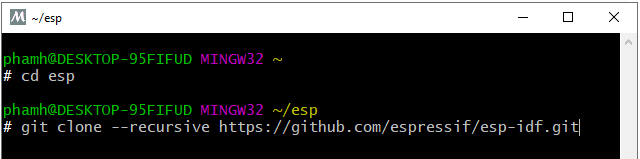 ~/esp
phamh@DESKTOP-95FIFUD MINGW32 ~
# cd esp
phamh@DESKTOP-95FIFUD MINGW32 ~/esp
# git clone --recursive https://github.com/espressif/esp-idf.git